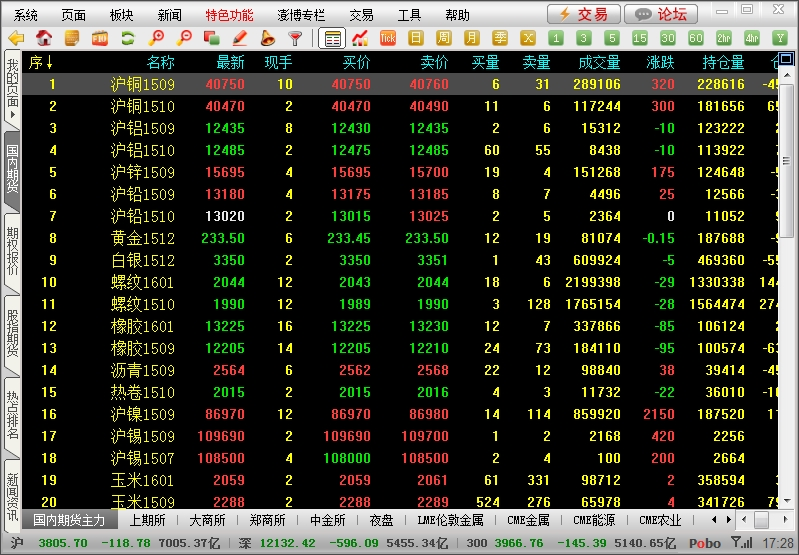 系统 页面 板块 新闻 特色功能 澎博专栏 交易 工具 帮助 交易 论坛
Tick 日 周 月 季 X 1 3 5 15 30 60 2hr 4hr Y
我的页面
国内期货
期权报价
股指期货
热点排名
新闻资讯
序↓ 名称 最新 现手 买价 卖价 买量 卖量 成交量 涨跌 持仓量
1 沪铜1509 40750 10 40750 40760 6 31 289106 320 228616 -45
2 沪铜1510 40470 2 40470 40490 11 6 117244 300 181656 65
3 沪铝1509 12435 8 12430 12435 2 6 15312 -10 123222 2
4 沪铝1510 12485 2 12475 12485 60 55 8438 -10 113922 7
5 沪锌1509 15695 4 15695 15700 19 4 151268 175 124648 -5
6 沪铅1509 13180 4 13175 13185 8 7 4496 25 12566 -3
7 沪铅1510 13020 2 13015 13025 2 5 2364 0 11052 9
8 黄金1512 233.50 6 233.45 233.50 12 19 81074 -0.15 187688 -9
9 白银1512 3350 2 3350 3351 1 43 609924 -5 469360 -55
10 螺纹1601 2044 12 2043 2044 18 6 2199398 -29 1330338 144
11 螺纹1510 1990 12 1989 1990 3 128 1765154 -28 1564474 274
12 橡胶1601 13225 16 13225 13230 12 7 337866 -85 106124 2
13 橡胶1509 12205 14 12205 12210 24 73 184110 -95 100574 -63
14 沥青1509 2564 6 2562 2568 22 12 98840 38 39414 -45
15 热卷1510 2015 2 2015 2016 4 3 11732 -22 36010 -10
16 沪镍1509 86970 12 86970 86980 14 114 859920 2150 187520 11
17 沪锡1509 109690 2 109690 109700 1 2 2168 420 2256
18 沪锡1507 108500 4 108000 108500 2 4 100 200 2664
19 玉米1601 2059 2 2059 2061 61 331 98712 2 358594 3
20 玉米1509 2288 2 2288 2289 524 276 65978 4 341726 79
国内期货主力 上期所 大商所 郑商所 中金所 夜盘 LME伦敦金属 CME金属 CME能源 CME农业
沪 3805.70 -118.78 7005.37亿 深 12132.42 -596.09 5455.34亿 300 3966.76 -145.39 5140.65亿 Pobo 17:28